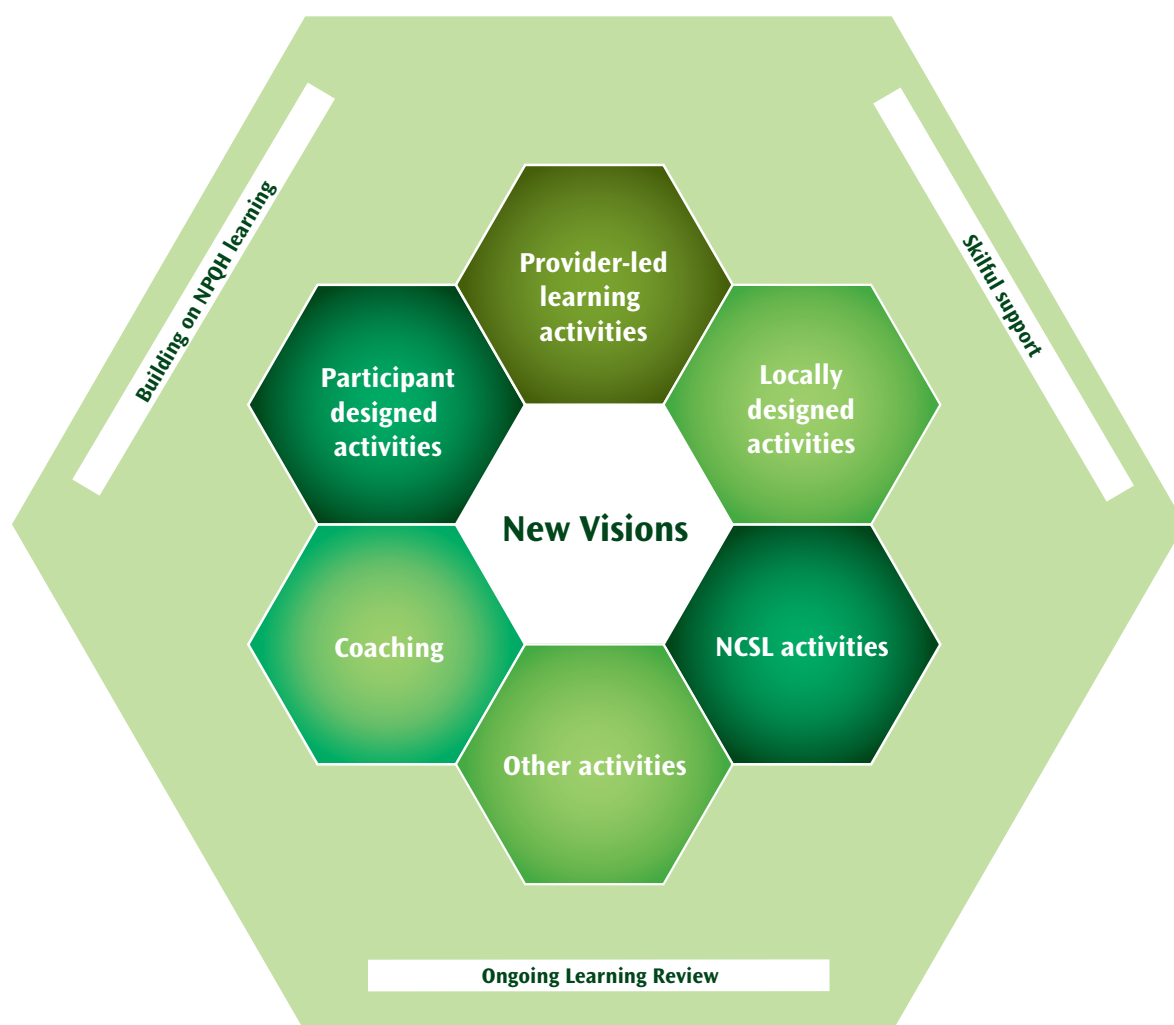 Building on NPQH learning
Skilful support
Provider-led
learning
activities
Participant
designed
activities
Locally
designed
activities
New Visions
Coaching
NCSL activities
Other activities
Ongoing Learning Review